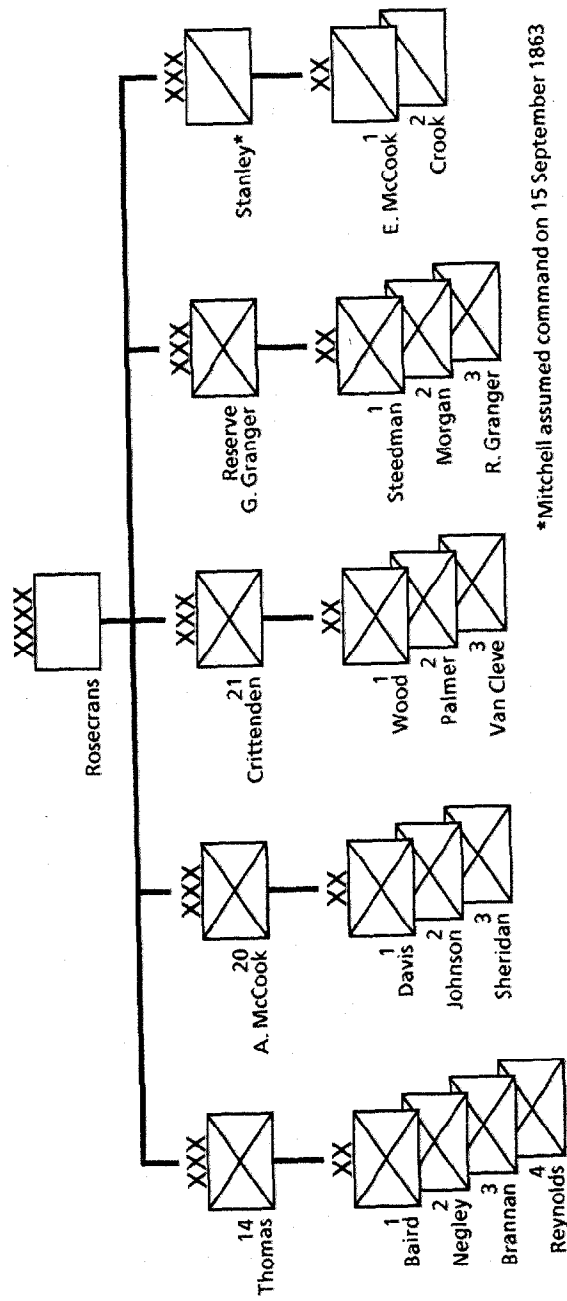 XXXX
Rosecrans
XXX
14
Thomas
XX
1
Baird
2
Negley
3
Brannan
4
Reynolds
XXX
20
A. McCook
XX
1
Davis
2
Johnson
3
Sheridan
XXX
21
Crittenden
XX
1
Wood
2
Palmer
3
Van Cleve
XXX
Reserve
G. Granger
XX
1
Steedman
2
Morgan
3
R. Granger
XXX
Stanley*
XX
1
E. McCook
2
Crook
*Mitchell assumed command on 15 September 1863